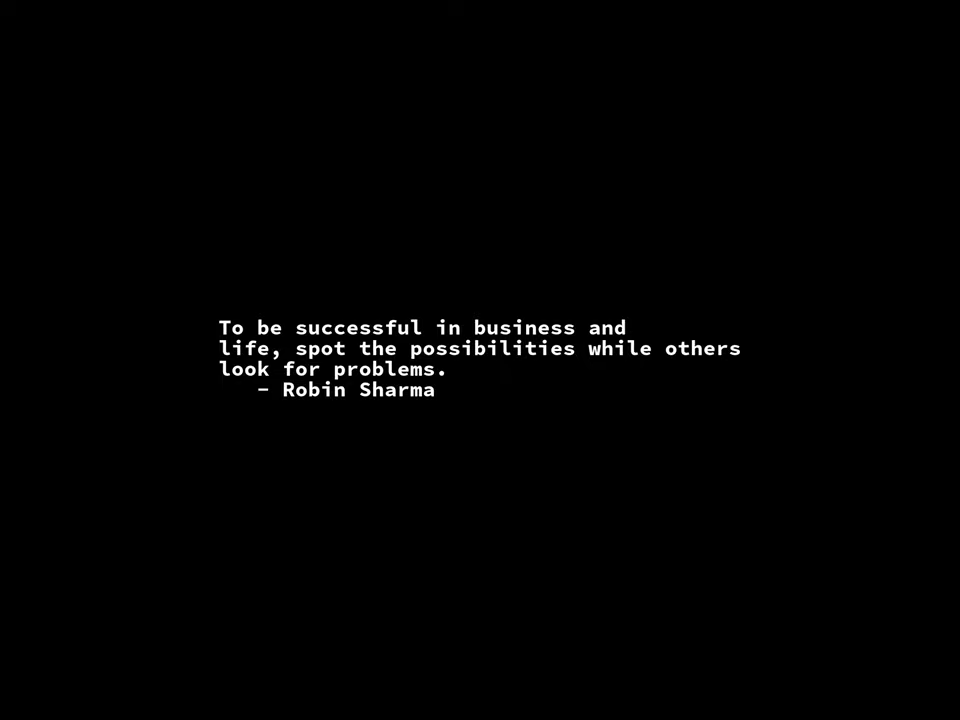 To be successful in business and
life, spot the possibilities while others
look for problems.
– Robin Sharma